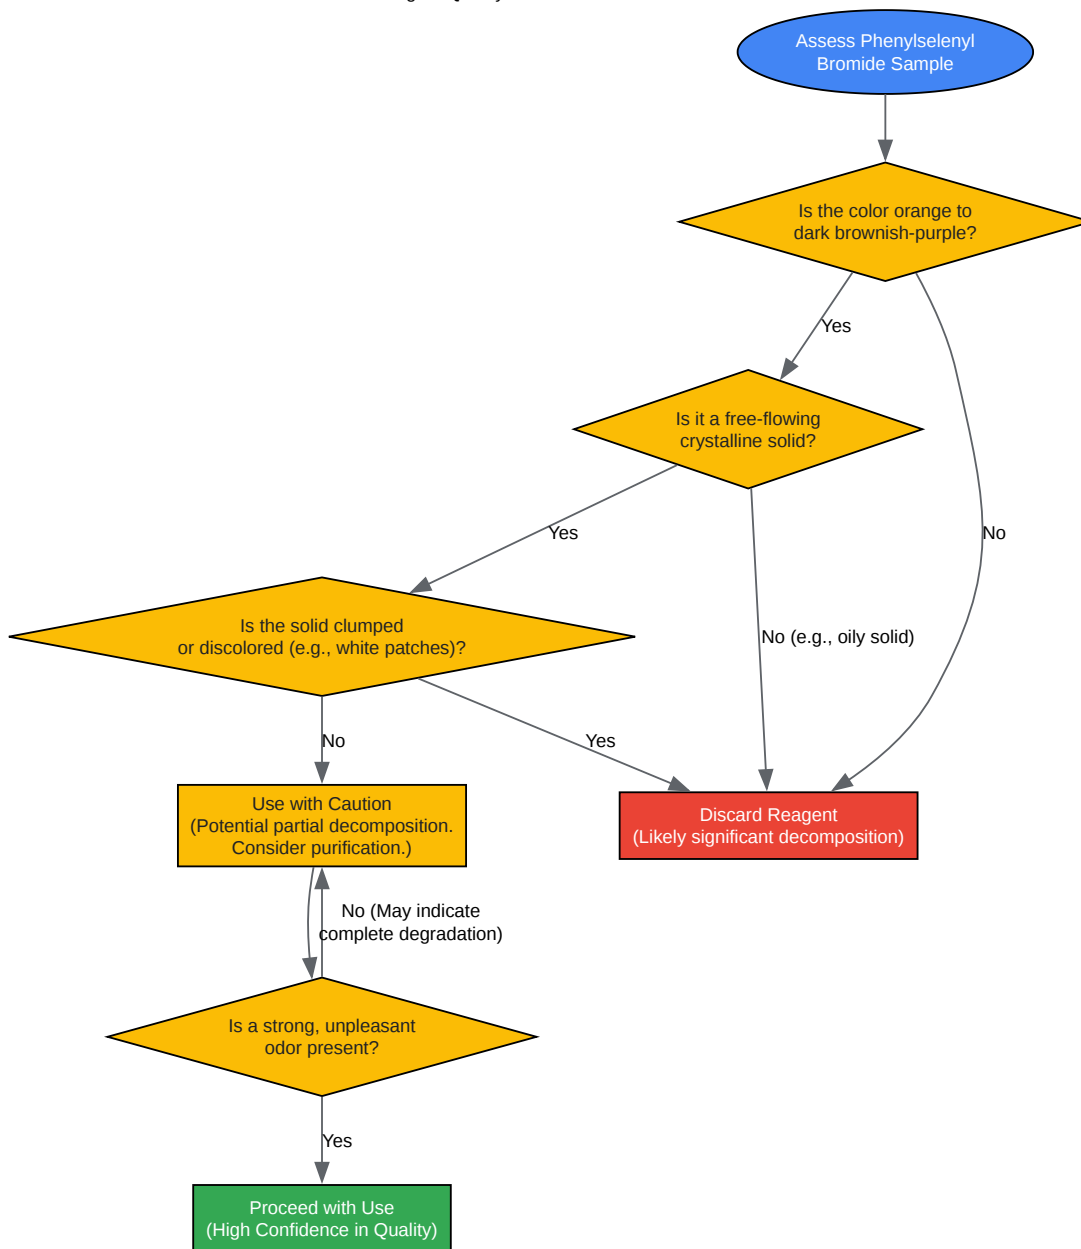 Assess Phenylselenyl
Bromide Sample
Is the color orange to
dark brownish-purple?
Yes
Is it a free-flowing
crystalline solid?
Yes
No
Is the solid clumped
or discolored (e.g., white patches)?
No (e.g., oily solid)
No
Yes
Use with Caution
(Potential partial decomposition.
Consider purification.)
Discard Reagent
(Likely significant decomposition)
No (May indicate
complete degradation)
Is a strong, unpleasant
odor present?
Yes
Proceed with Use
(High Confidence in Quality)